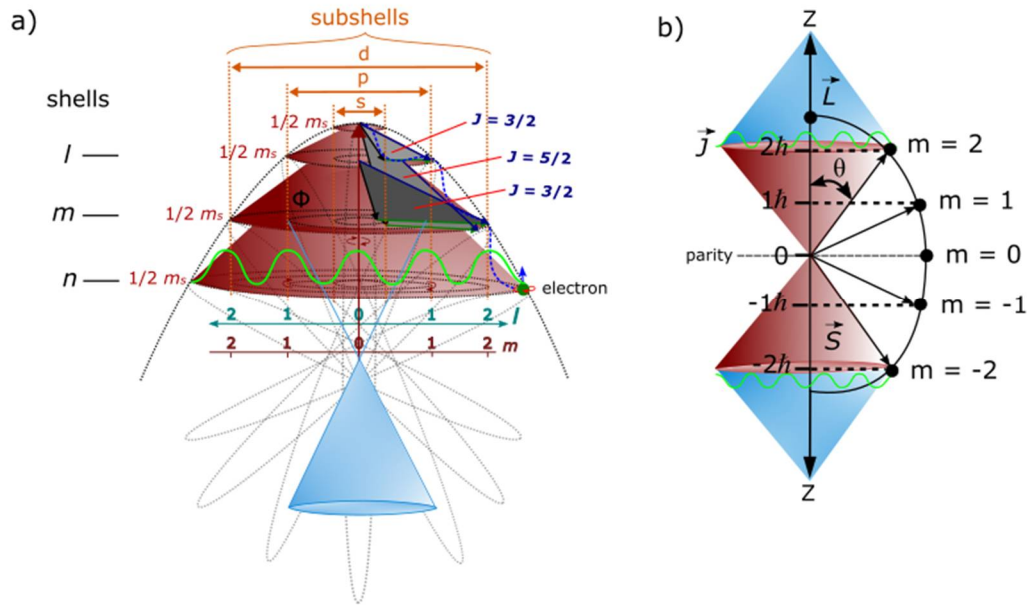 a)
subshells
d
p
s
shells
l
m
n
1/2 ms
1/2 ms
1/2 ms
1/2 ms
J = 3/2
J = 5/2
J = 3/2
Φ
electron
2 1 0 1 2 l
2 1 0 1 2 m
b)
Z
L
J
2ħ
m = 2
θ
1ħ
m = 1
parity
0
m = 0
-1ħ
m = -1
S
-2ħ
m = -2
Z